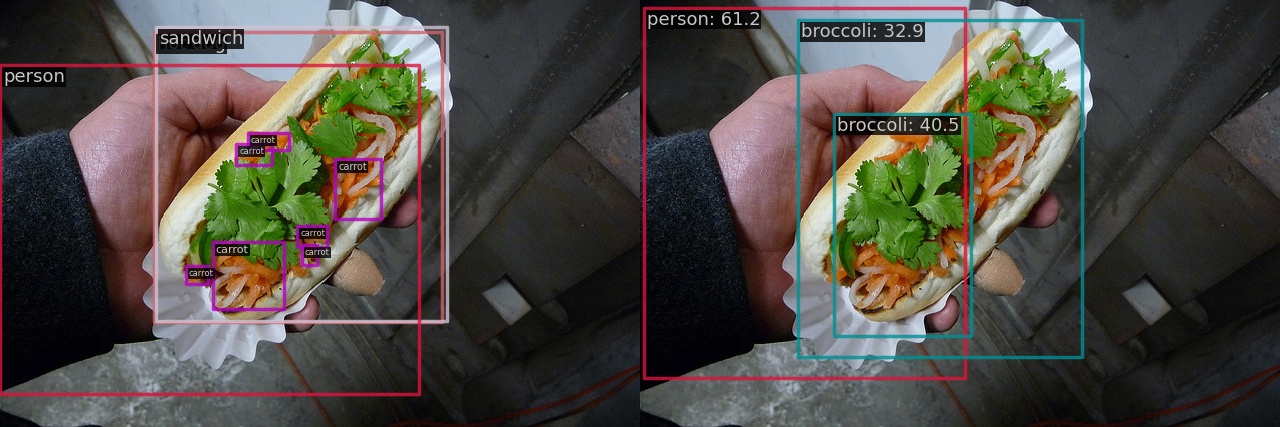 sandwich
person
carrot
carrot
carrot
carrot
carrot
carrot
carrot
person: 61.2
broccoli: 32.9
broccoli: 40.5